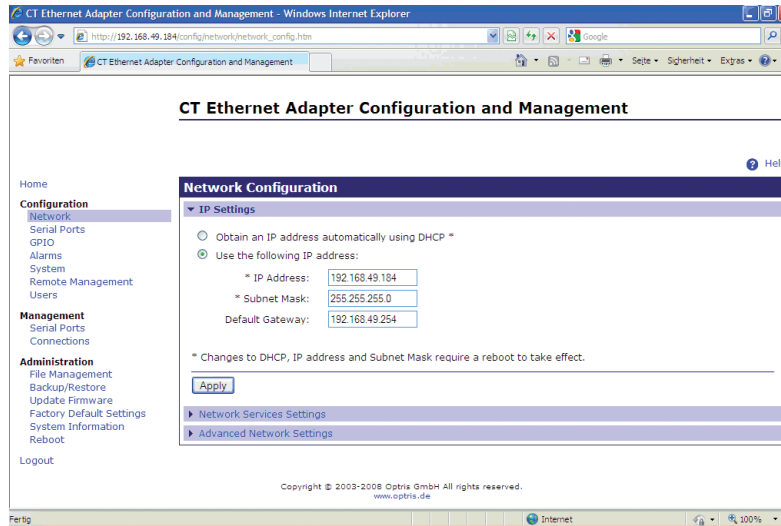 CT Ethernet Adapter Configuration and Management - Windows Internet Explorer
http://192.168.49.184/config/network/network_config.htm
Google
Favoriten
CT Ethernet Adapter Configuration and Management
Seite
Sicherheit
Extras
CT Ethernet Adapter Configuration and Management
Hel
Home
Configuration
Network
Serial Ports
GPIO
Alarms
System
Remote Management
Users
Management
Serial Ports
Connections
Administration
File Management
Backup/Restore
Update Firmware
Factory Default Settings
System Information
Reboot
Logout
Network Configuration
IP Settings
Obtain an IP address automatically using DHCP *
Use the following IP address:
* IP Address: 192.168.49.184
* Subnet Mask: 255.255.255.0
Default Gateway: 192.168.49.254
* Changes to DHCP, IP address and Subnet Mask require a reboot to take effect.
Apply
Network Services Settings
Advanced Network Settings
Copyright © 2003-2008 Optris GmbH All rights reserved.
www.optris.de
Fertig
Internet
100%